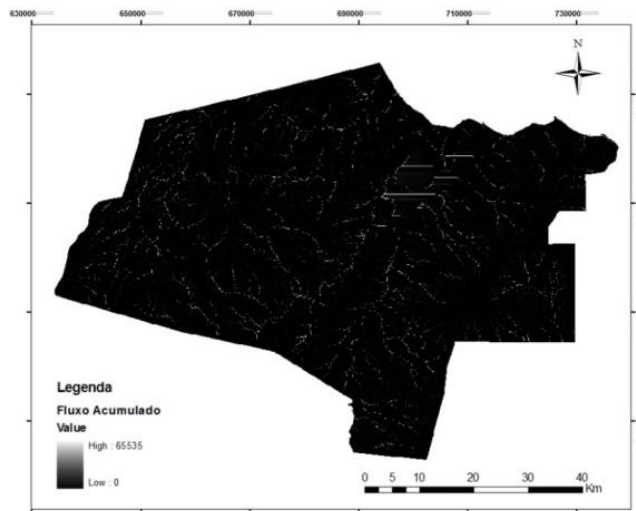 630000 650000 670000 690000 710000 730000
N
Legenda
Fluxo Acumulado
Value
High : 65535
Low : 0
0 5 10 20 30 40
Km